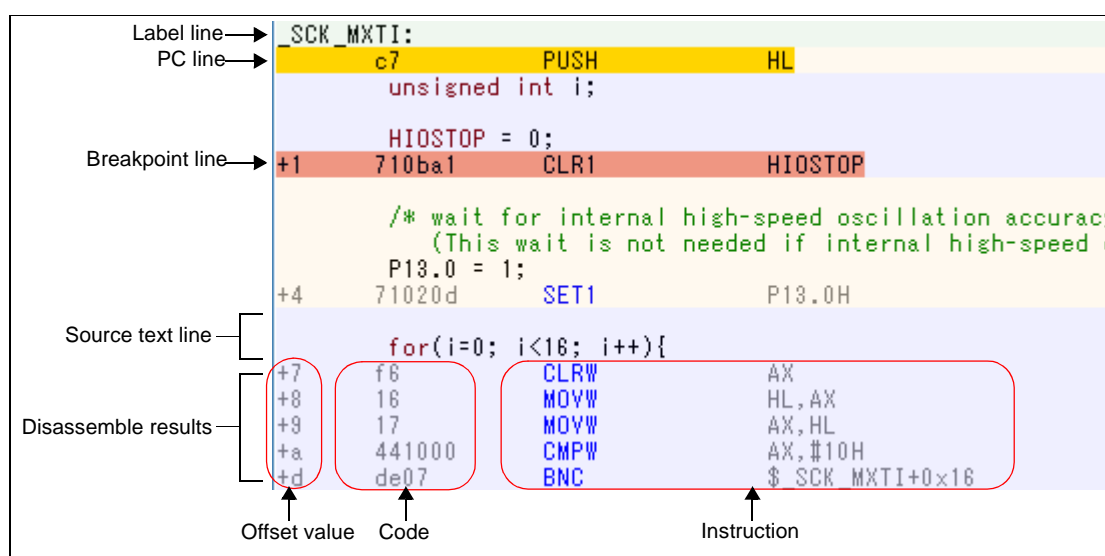 Label line _SCK_MXTI:
PC line c7 PUSH HL
unsigned int i;
HIOSTOP = 0;
Breakpoint line +1 710ba1 CLR1 HIOSTOP
/* wait for internal high-speed oscillation accurac
(This wait is not needed if internal high-speed
P13.0 = 1;
+4 71020d SET1 P13.0H
Source text line
for(i=0; i<16; i++){
+7 f6 CLRW AX
+8 16 MOVW HL,AX
Disassemble results +9 17 MOVW AX,HL
+a 441000 CMPW AX,#10H
+d de07 BNC $_SCK_MXTI+0x16
Offset value Code Instruction